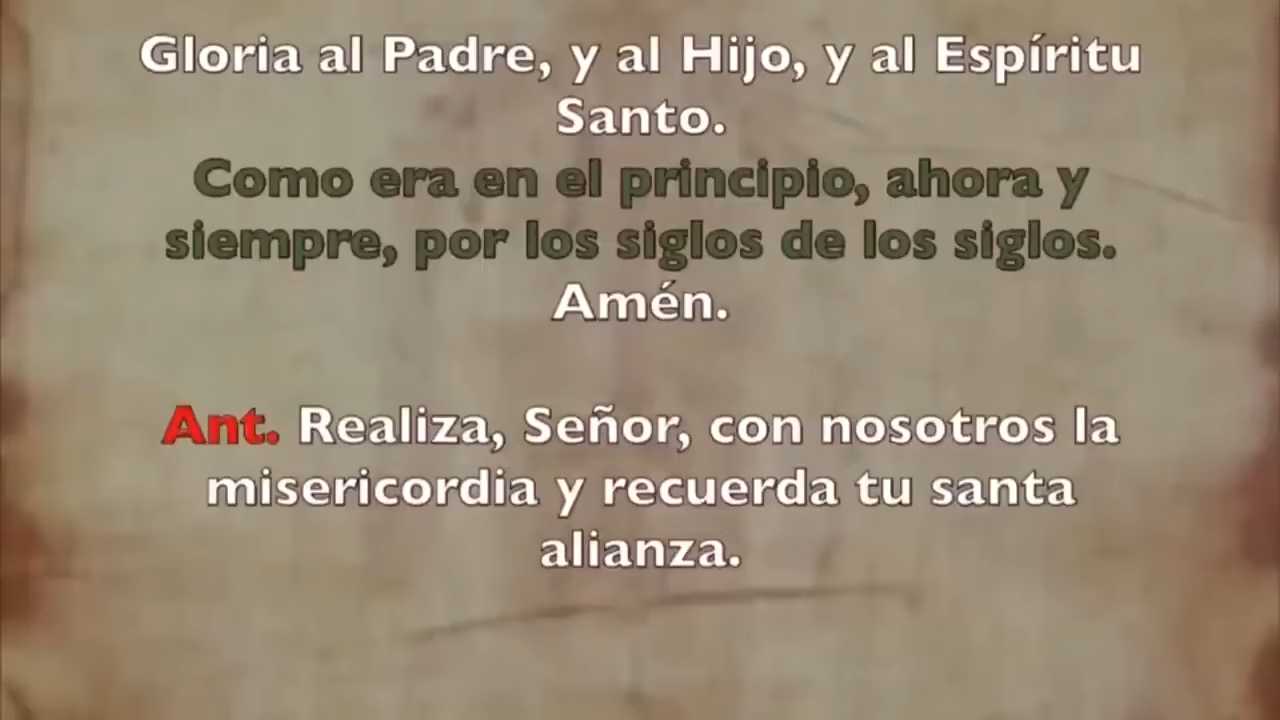 Gloria al Padre, y al Hijo, y al Espíritu
Santo.
Como era en el principio, ahora y
siempre, por los siglos de los siglos.
Amén.
Ant. Realiza, Señor, con nosotros la
misericordia y recuerda tu santa
alianza.